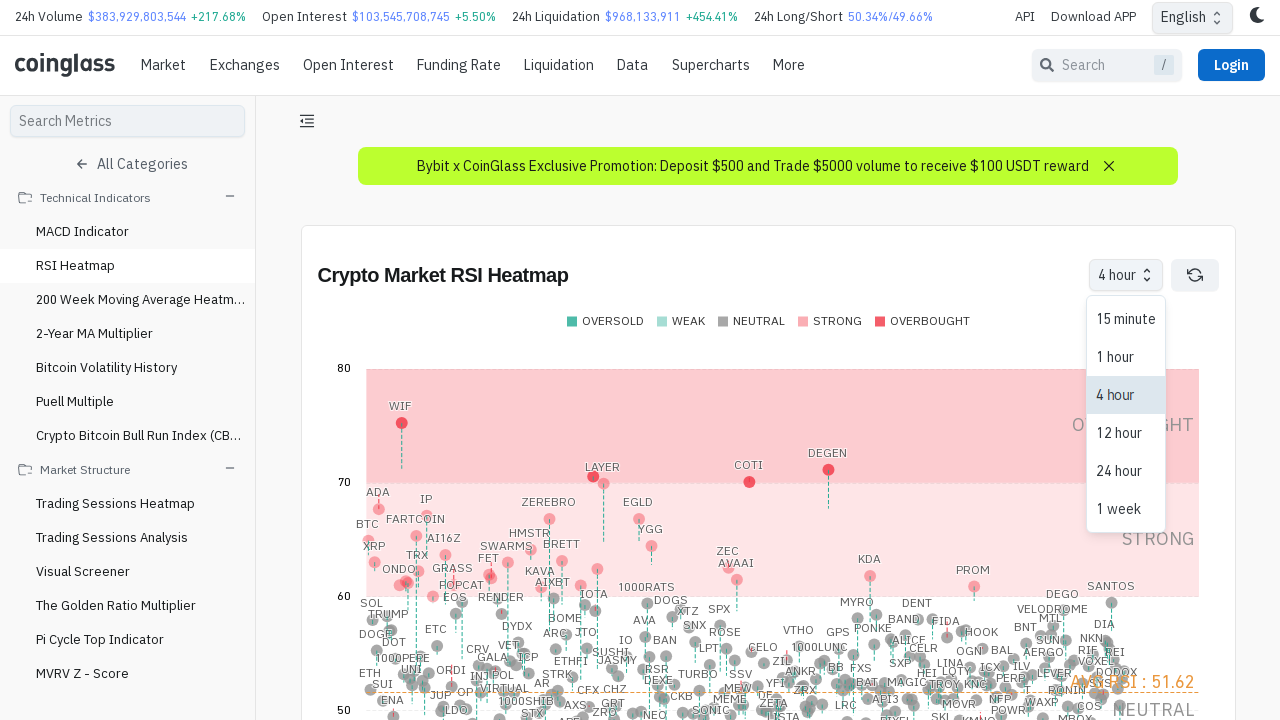 24h Volume $383,929,803,544 +217.68% Open Interest $103,545,708,745 +5.50% 24h Liquidation $968,133,911 +454.41% 24h Long/Short 50.34%/49.66% API Download APP English
coinglass Market Exchanges Open Interest Funding Rate Liquidation Data Supercharts More Search / Login
Search Metrics
All Categories
Technical Indicators
MACD Indicator
RSI Heatmap
200 Week Moving Average Heatm...
2-Year MA Multiplier
Bitcoin Volatility History
Puell Multiple
Crypto Bitcoin Bull Run Index (CB...
Market Structure
Trading Sessions Heatmap
Trading Sessions Analysis
Visual Screener
The Golden Ratio Multiplier
Pi Cycle Top Indicator
MVRV Z - Score
Bybit x CoinGlass Exclusive Promotion: Deposit $500 and Trade $5000 volume to receive $100 USDT reward
Crypto Market RSI Heatmap
4 hour
15 minute
1 hour
4 hour
12 hour
24 hour
1 week
OVERSOLD WEAK NEUTRAL STRONG OVERBOUGHT
80
WIF
DEGEN
LAYER COTI
70
ADA IP ZEREBRO EGLD
BTC FARTCOIN YGG
XRP AI16Z HMSTR
TRX SWARMS BRETT ZEC
FET AVAAI KDA
ONDO GRASS KAVA PROM
POPCAT AIXBT 1000RATS SANTOS
60
STRONG
SOL EOS RENDER IOTA DOGS MYRO DENT DEGO
TRUMP XTZ SPX VELODROME
DOGE ETC DYDX BOME SNX ROSE VTHO GPS PONKE BAND FIDA HOOK BNT MTL DIA
DOT ARC JTO IO BAN ALICE SUN NKN
CRV VET SUSHI LPT CELO 1000LUNC CELR OGN BAL AERGO RIF REI
1000PEPE GALA ICP ETHFI JASMY ZIL BB FXS SXP LINA ICX ILV VOXEL
ETH UNI ORDI INJ POL STRK RSR TURBO SSV ANKR HEI LQTY PERP LEVER DODOX
SUI VIRTUAL AR CFX CHZ DEXE MEW YFI BAT MAGIC TROY KNC RONIN AVG RSI : 51.62
ENA JUP OP 1000SHIB AXS GRT CKB MEME ZRX API3 MOVR NFP WAXP COS
50
LDO STX ZRO NEO SONIC ZETA LRC POWR NEUTRAL